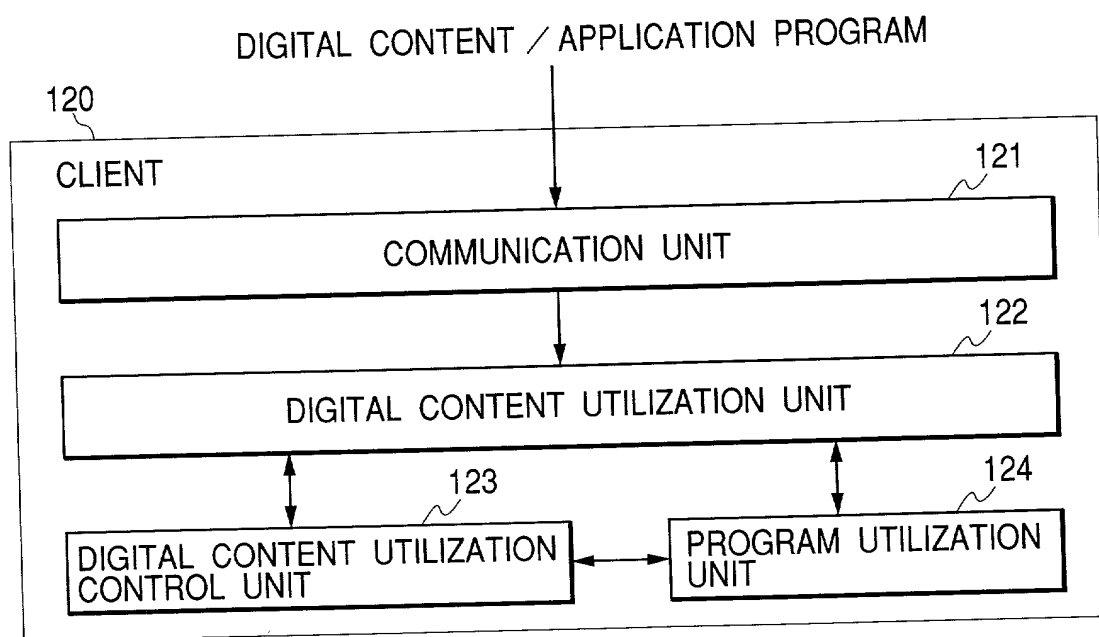 DIGITAL CONTENT / APPLICATION PROGRAM
120
CLIENT
121
COMMUNICATION UNIT
122
DIGITAL CONTENT UTILIZATION UNIT
123
DIGITAL CONTENT UTILIZATION
CONTROL UNIT
124
PROGRAM UTILIZATION
UNIT